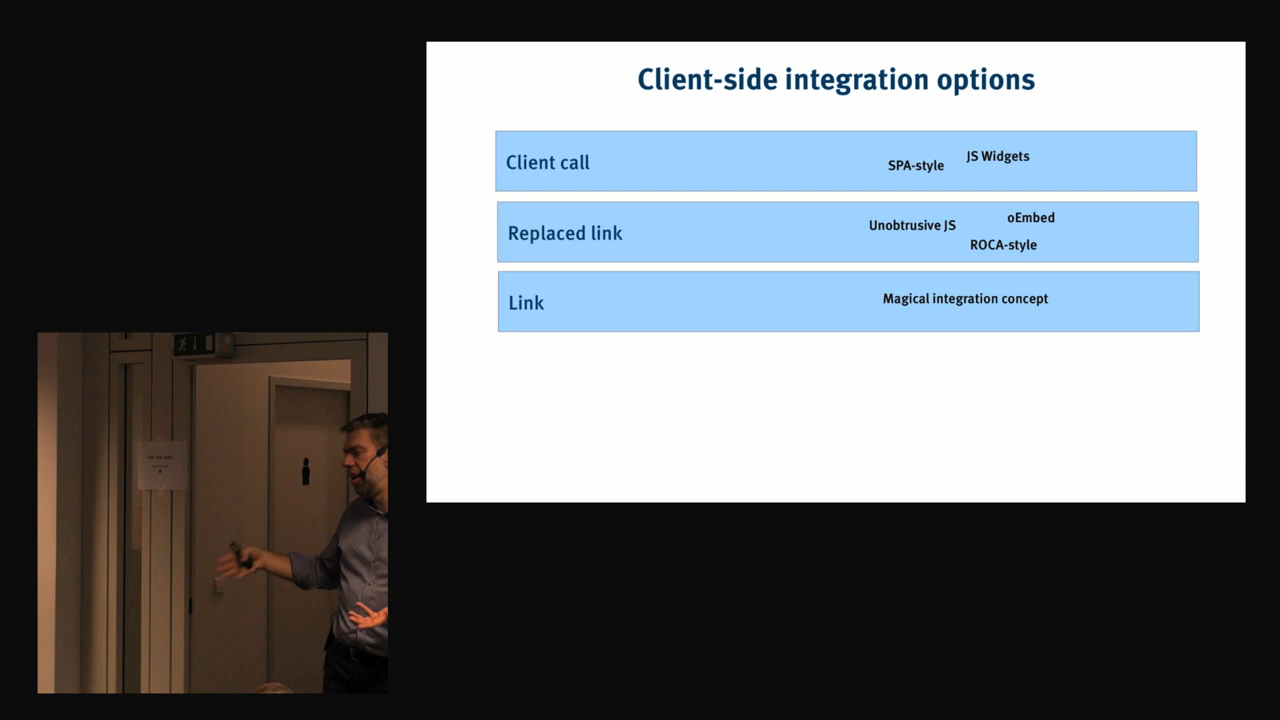 Client-side integration options
Client call
SPA-style
JS Widgets
Replaced link
Unobtrusive JS
oEmbed
ROCA-style
Link
Magical integration concept